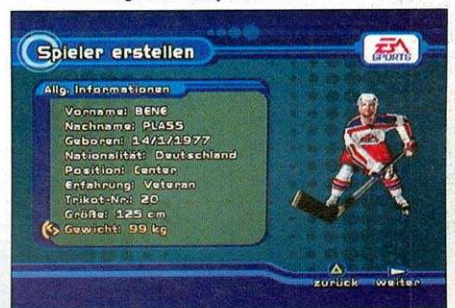 Spieler erstellen
EA
SPORTS
Allg. Informationen
Vorname: BENE
Nachname: PLASS
Geboren: 14/1/1977
Nationalität: Deutschland
Position: Center
Erfahrung: Veteran
Trikot-Nr.: 20
Größe: 125 cm
Gewicht: 99 kg
zurück weiter